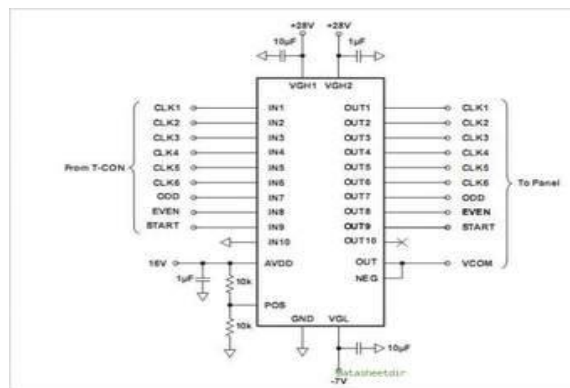 +28V +28V
10µF 1µF
VGH1 VGH2
CLK1 IN1 OUT1 CLK1
CLK2 IN2 OUT2 CLK2
CLK3 IN3 OUT3 CLK3
CLK4 IN4 OUT4 CLK4
CLK5 IN5 OUT5 CLK5
From T-CON To Panel
CLK6 IN6 OUT6 CLK6
ODD IN7 OUT7 ODD
EVEN IN8 OUT8 EVEN
START IN9 OUT9 START
IN10 OUT10
16V AVDD OUT VCOM
1µF 10k NEG
POS
10k GND VGL
10µF
datasheetdir
-7V